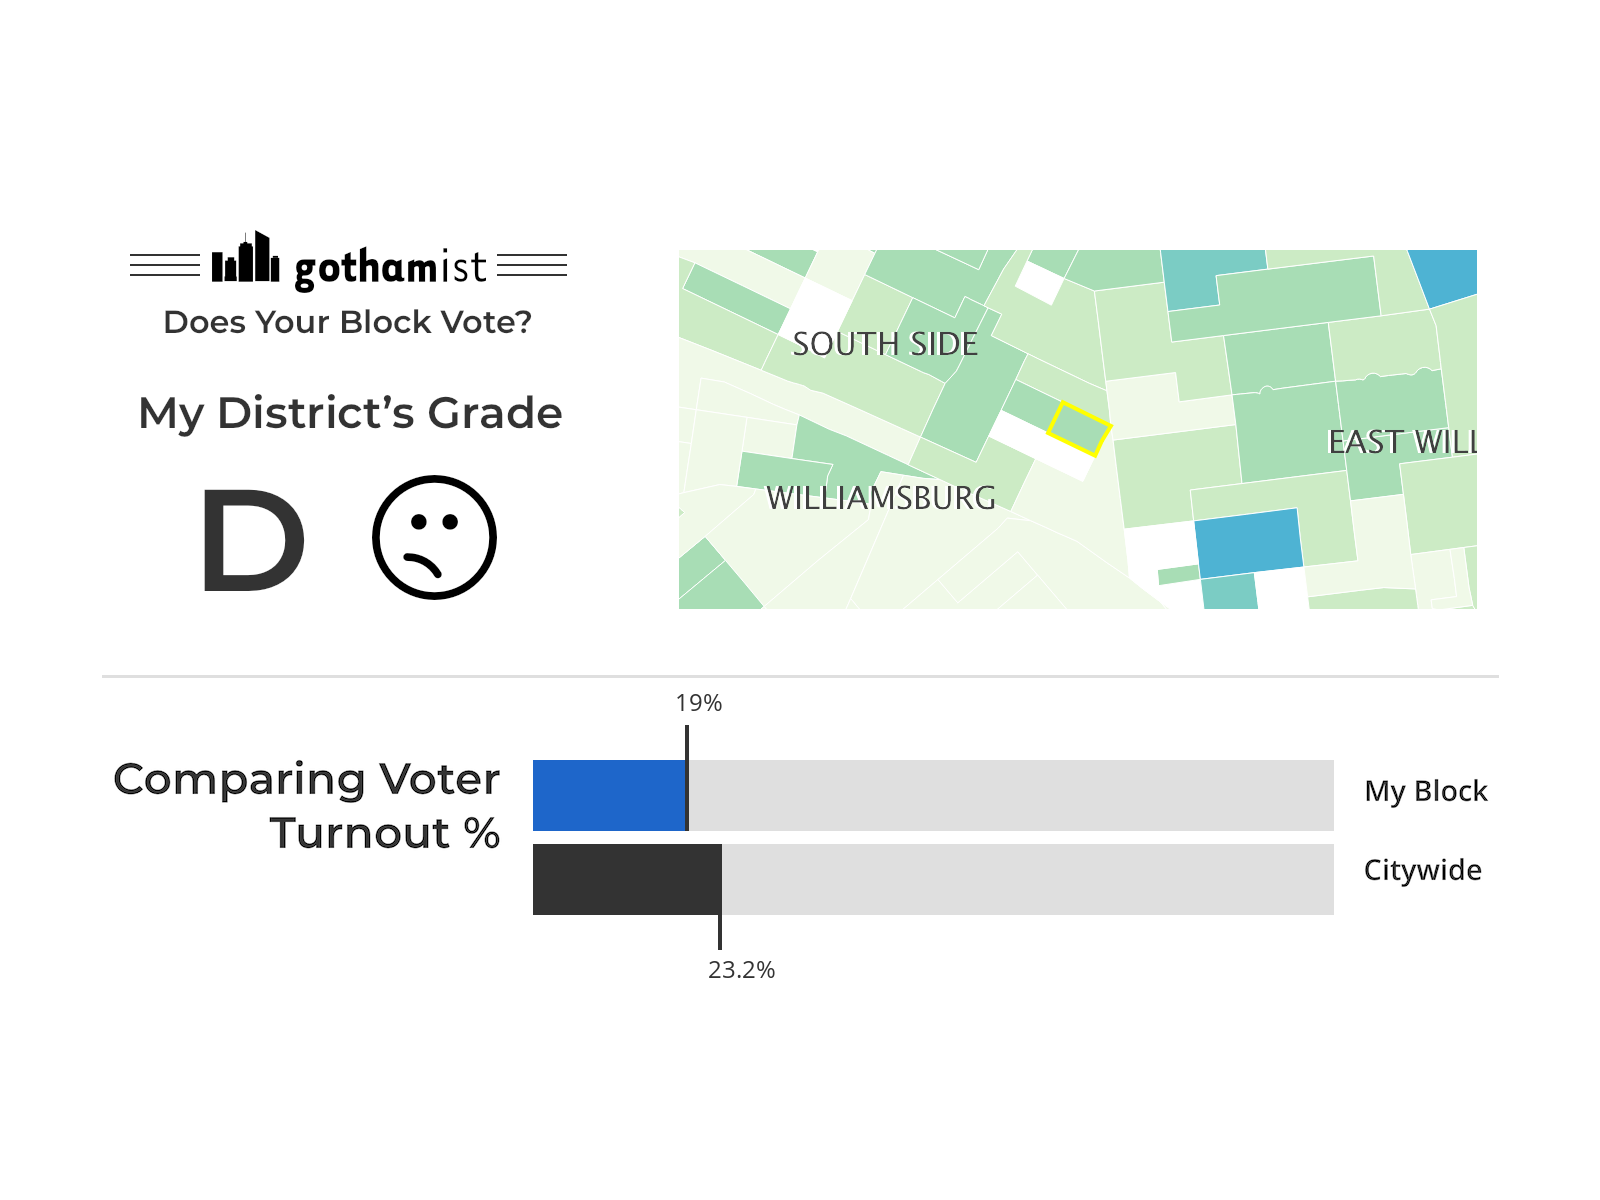 gothamist
Does Your Block Vote?
My District's Grade
D
SOUTH SIDE
EAST WILL
WILLIAMSBURG
19%
Comparing Voter
Turnout %
My Block
Citywide
23.2%